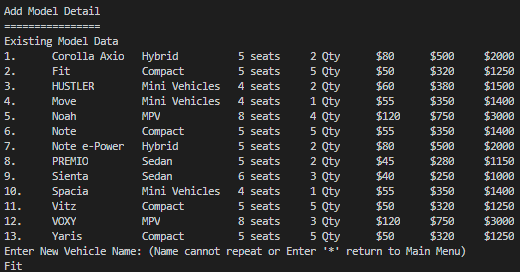 Add Model Detail
================
Existing Model Data
1. Corolla Axio Hybrid 5 seats 2 Qty $80 $500 $2000
2. Fit Compact 5 seats 5 Qty $50 $320 $1250
3. HUSTLER Mini Vehicles 4 seats 2 Qty $60 $380 $1500
4. Move Mini Vehicles 4 seats 1 Qty $55 $350 $1400
5. Noah MPV 8 seats 4 Qty $120 $750 $3000
6. Note Compact 5 seats 5 Qty $55 $350 $1400
7. Note e-Power Hybrid 5 seats 2 Qty $80 $500 $2000
8. PREMIO Sedan 5 seats 2 Qty $45 $280 $1150
9. Sienta Sedan 6 seats 3 Qty $40 $250 $1000
10. Spacia Mini Vehicles 4 seats 1 Qty $55 $350 $1400
11. Vitz Compact 5 seats 5 Qty $50 $320 $1250
12. VOXY MPV 8 seats 3 Qty $120 $750 $3000
13. Yaris Compact 5 seats 5 Qty $50 $320 $1250
Enter New Vehicle Name: (Name cannot repeat or Enter '*' return to Main Menu)
Fit